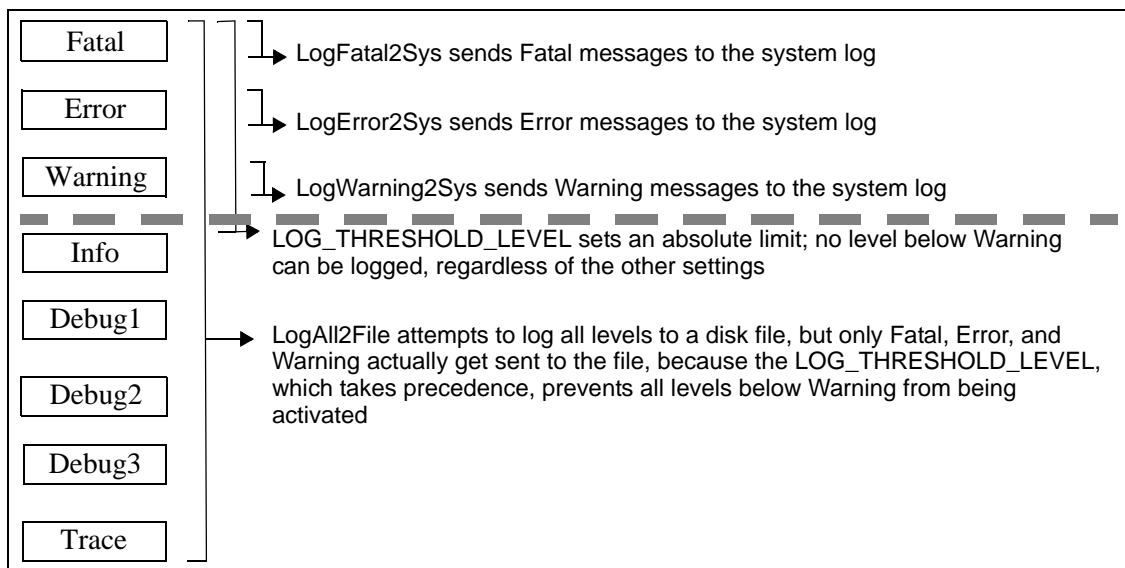 Fatal
LogFatal2Sys sends Fatal messages to the system log
Error
LogError2Sys sends Error messages to the system log
Warning
LogWarning2Sys sends Warning messages to the system log
Info
LOG_THRESHOLD_LEVEL sets an absolute limit; no level below Warning
can be logged, regardless of the other settings
Debug1
LogAll2File attempts to log all levels to a disk file, but only Fatal, Error, and
Warning actually get sent to the file, because the LOG_THRESHOLD_LEVEL,
which takes precedence, prevents all levels below Warning from being
activated
Debug2
Debug3
Trace